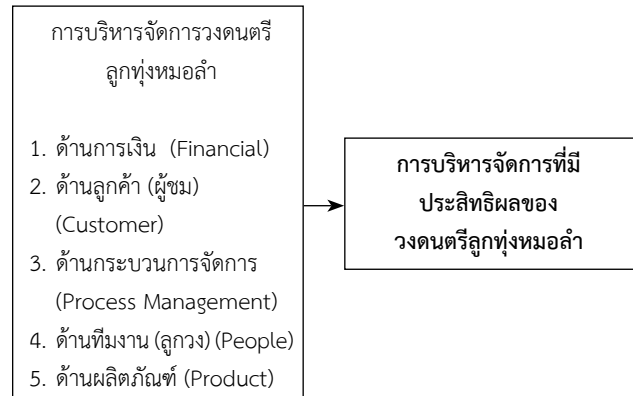 การบริหารจัดการวงดนตรี
ลูกทุ่งหมอลำ
1. ด้านการเงิน (Financial)
2. ด้านลูกค้า (ผู้ชม)
(Customer)
3. ด้านกระบวนการจัดการ
(Process Management)
4. ด้านทีมงาน (ลูกวง) (People)
5. ด้านผลิตภัณฑ์ (Product)
การบริหารจัดการที่มี
ประสิทธิผลของ
วงดนตรีลูกทุ่งหมอลำ